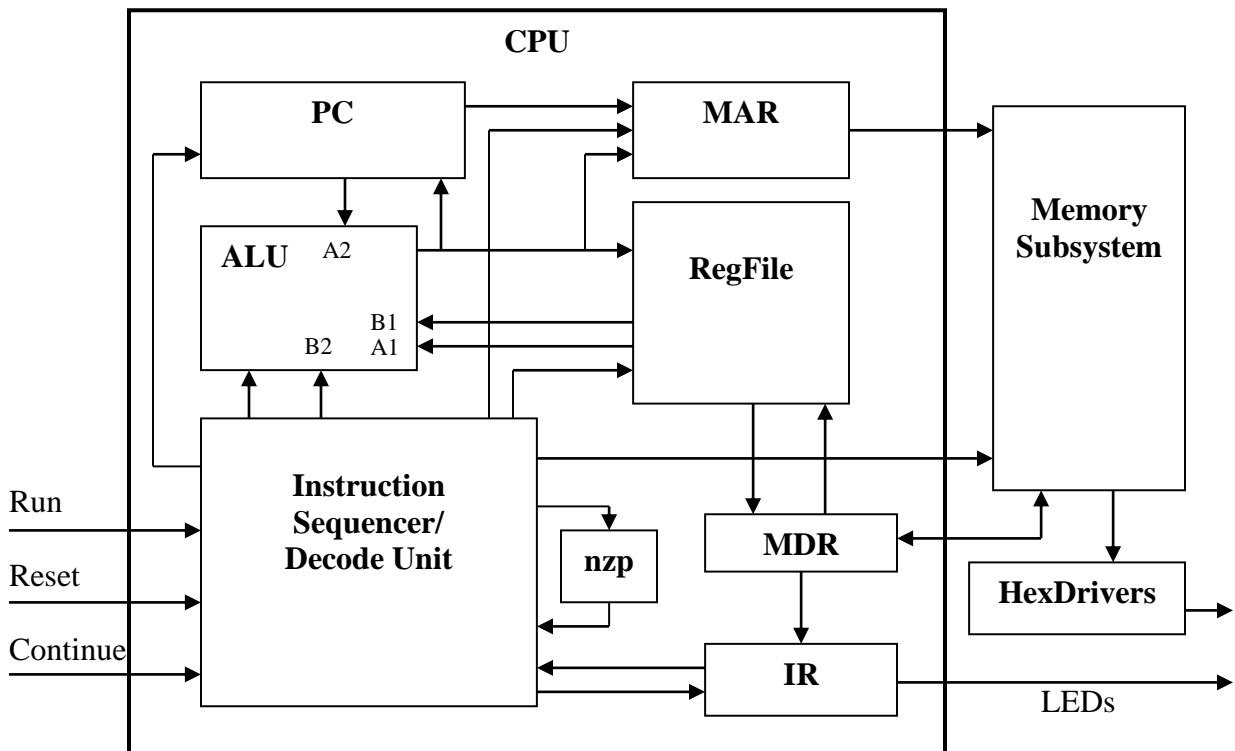 CPU
PC
MAR
Memory
Subsystem
ALU
A2
RegFile
B1
B2
A1
Instruction
Sequencer/
Decode Unit
Run
Reset
Continue
nzp
MDR
HexDrivers
IR
LEDs